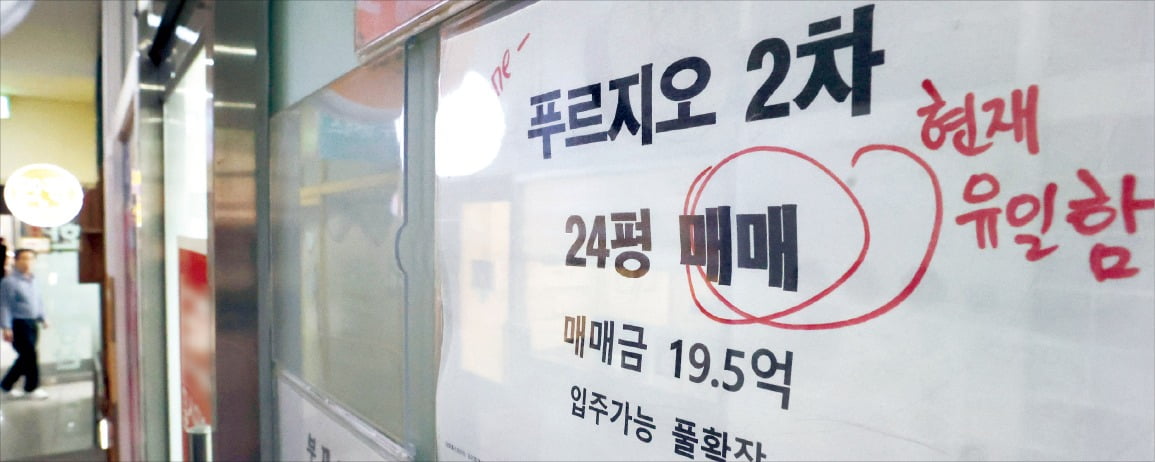 푸르지오 2차
현재
유일함
24평 매매
매매금 19.5억
입주가능 풀확장